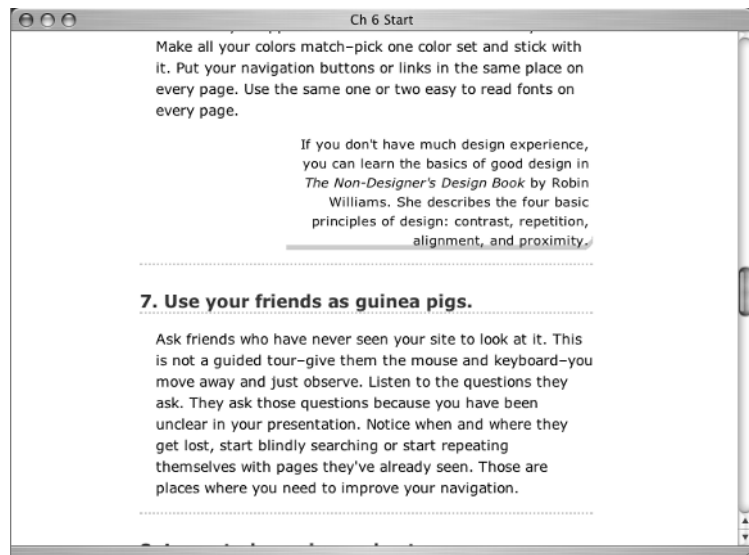 Ch 6 Start
Make all your colors match–pick one color set and stick with
it. Put your navigation buttons or links in the same place on
every page. Use the same one or two easy to read fonts on
every page.
If you don't have much design experience,
you can learn the basics of good design in
The Non-Designer's Design Book by Robin
Williams. She describes the four basic
principles of design: contrast, repetition,
alignment, and proximity.
7. Use your friends as guinea pigs.
Ask friends who have never seen your site to look at it. This
is not a guided tour–give them the mouse and keyboard–you
move away and just observe. Listen to the questions they
ask. They ask those questions because you have been
unclear in your presentation. Notice when and where they
get lost, start blindly searching or start repeating
themselves with pages they've already seen. Those are
places where you need to improve your navigation.